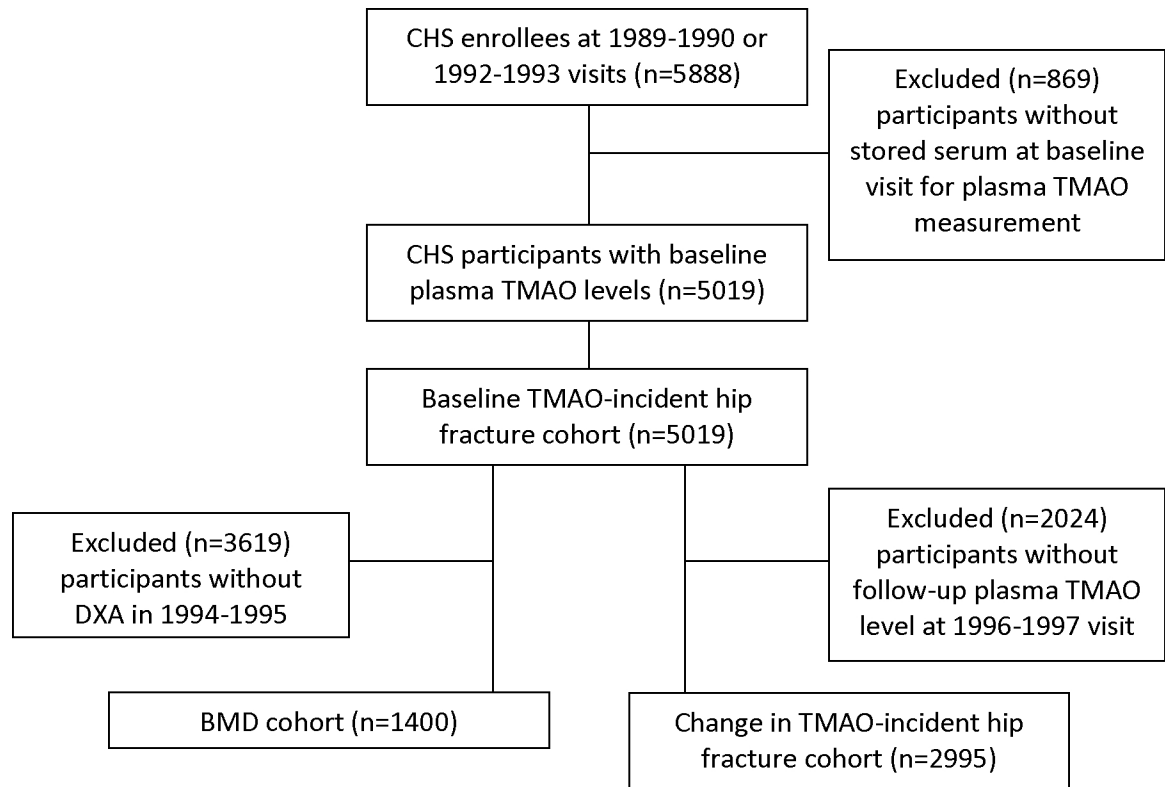 CHS enrollees at 1989-1990 or
1992-1993 visits (n=5888)
Excluded (n=869)
participants without
stored serum at baseline
visit for plasma TMAO
measurement
CHS participants with baseline
plasma TMAO levels (n=5019)
Baseline TMAO-incident hip
fracture cohort (n=5019)
Excluded (n=3619)
participants without
DXA in 1994-1995
Excluded (n=2024)
participants without
follow-up plasma TMAO
level at 1996-1997 visit
BMD cohort (n=1400)
Change in TMAO-incident hip
fracture cohort (n=2995)